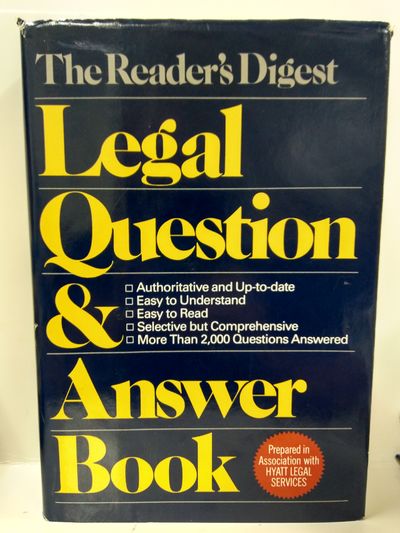 The Reader's Digest
Legal
Question
&
□ Authoritative and Up-to-date
□ Easy to Understand
□ Easy to Read
□ Selective but Comprehensive
□ More Than 2,000 Questions Answered
Answer
Book
Prepared in
Association with
HYATT LEGAL
SERVICES